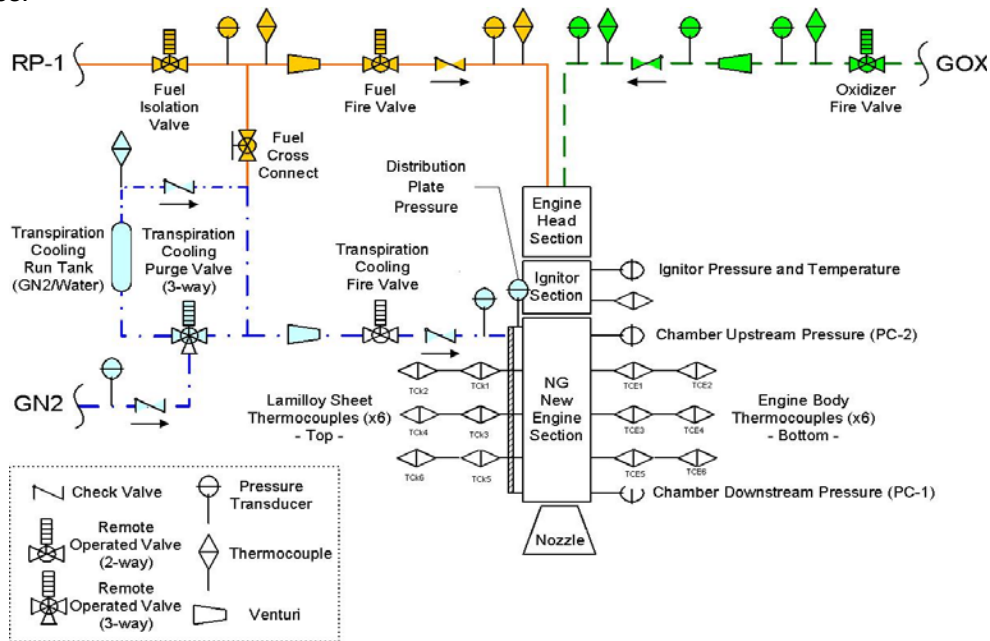 RP-1
Fuel
Isolation
Valve
Fuel
Fire Valve
Oxidizer
Fire Valve
GOX
Fuel
Cross
Connect
Distribution
Plate
Pressure
Engine
Head
Section
Transpiration
Cooling
Run Tank
(GN2/Water)
Transpiration
Cooling
Purge Valve
(3-way)
Transpiration
Cooling
Fire Valve
Ignitor
Section
Ignitor Pressure and Temperature
Chamber Upstream Pressure (PC-2)
GN2
TCk2
TCk1
TCE1
TCE2
Lamilloy Sheet
Thermocouples (x6)
- Top -
TCk4
TCk3
NG
New
Engine
Section
TCE3
TCE4
Engine Body
Thermocouples (x6)
- Bottom -
TCk6
TCk5
TCE5
TCE6
Chamber Downstream Pressure (PC-1)
Nozzle
Check Valve
Pressure
Transducer
Remote
Operated Valve
(2-way)
Thermocouple
Remote
Operated Valve
(3-way)
Venturi